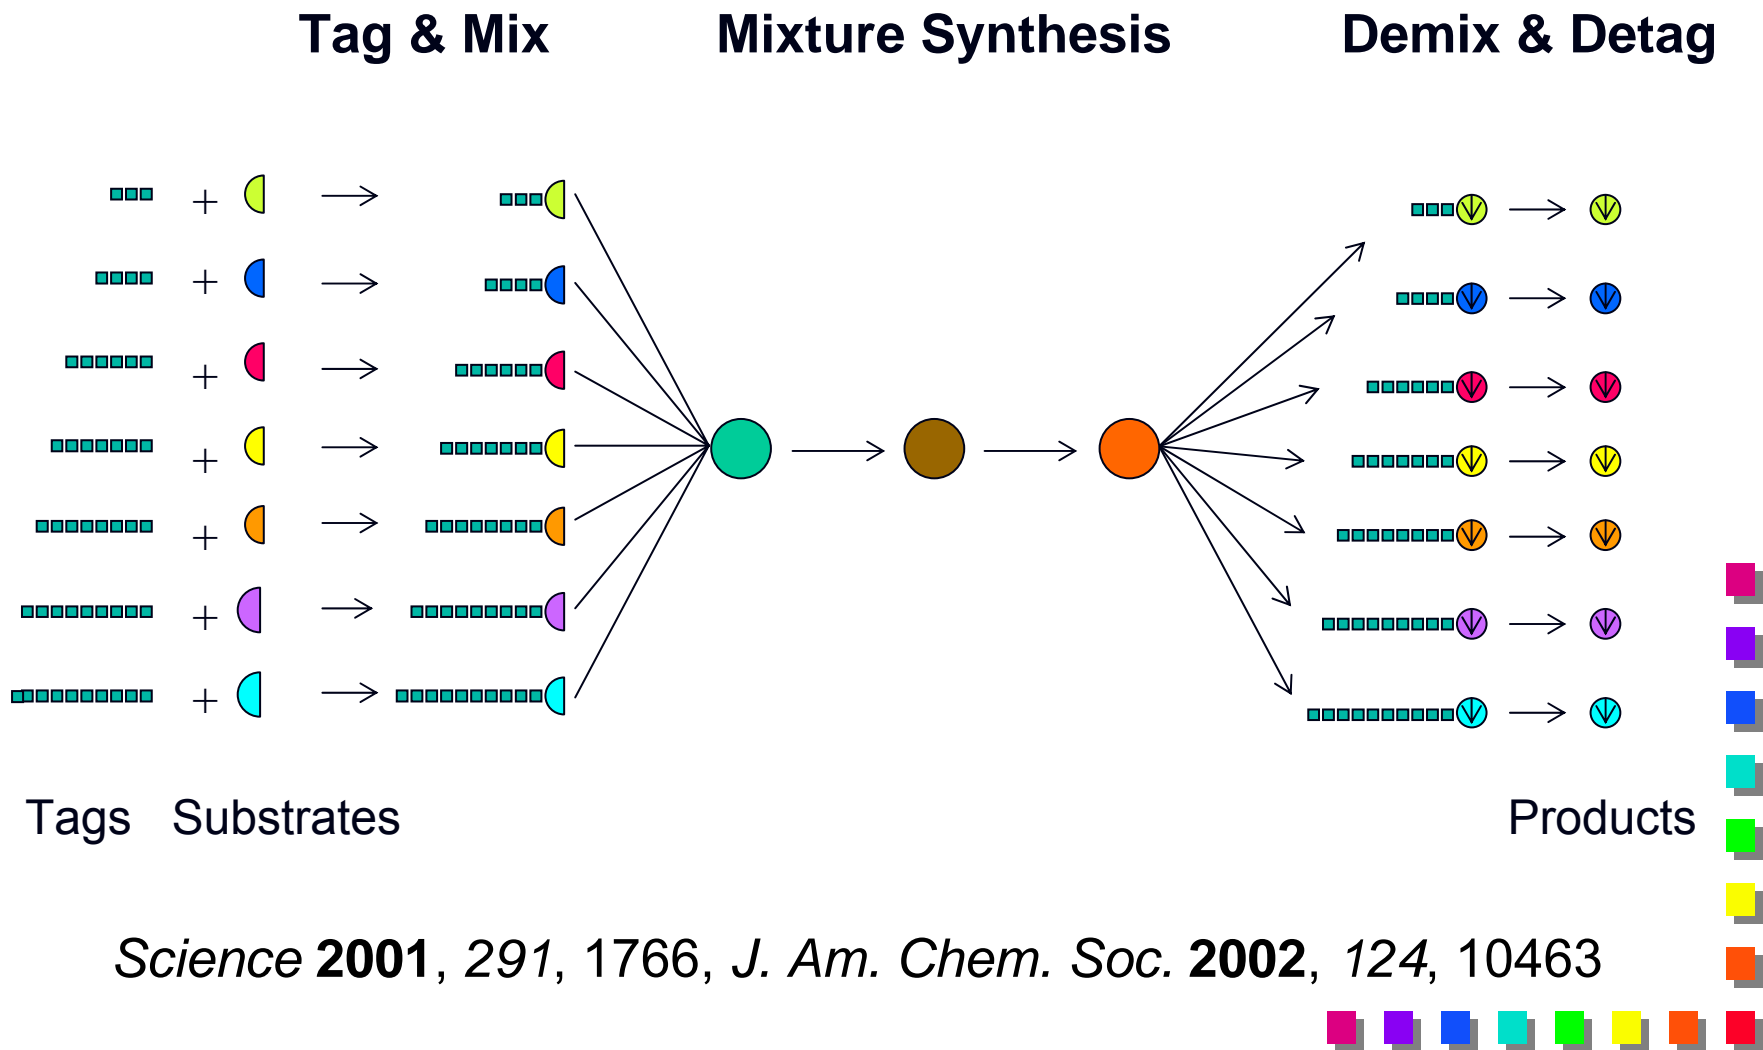 Tag & Mix Mixture Synthesis Demix & Detag
+
+
+
+
+
+
+
Tags Substrates Products
Science 2001, 291, 1766, J. Am. Chem. Soc. 2002, 124, 10463